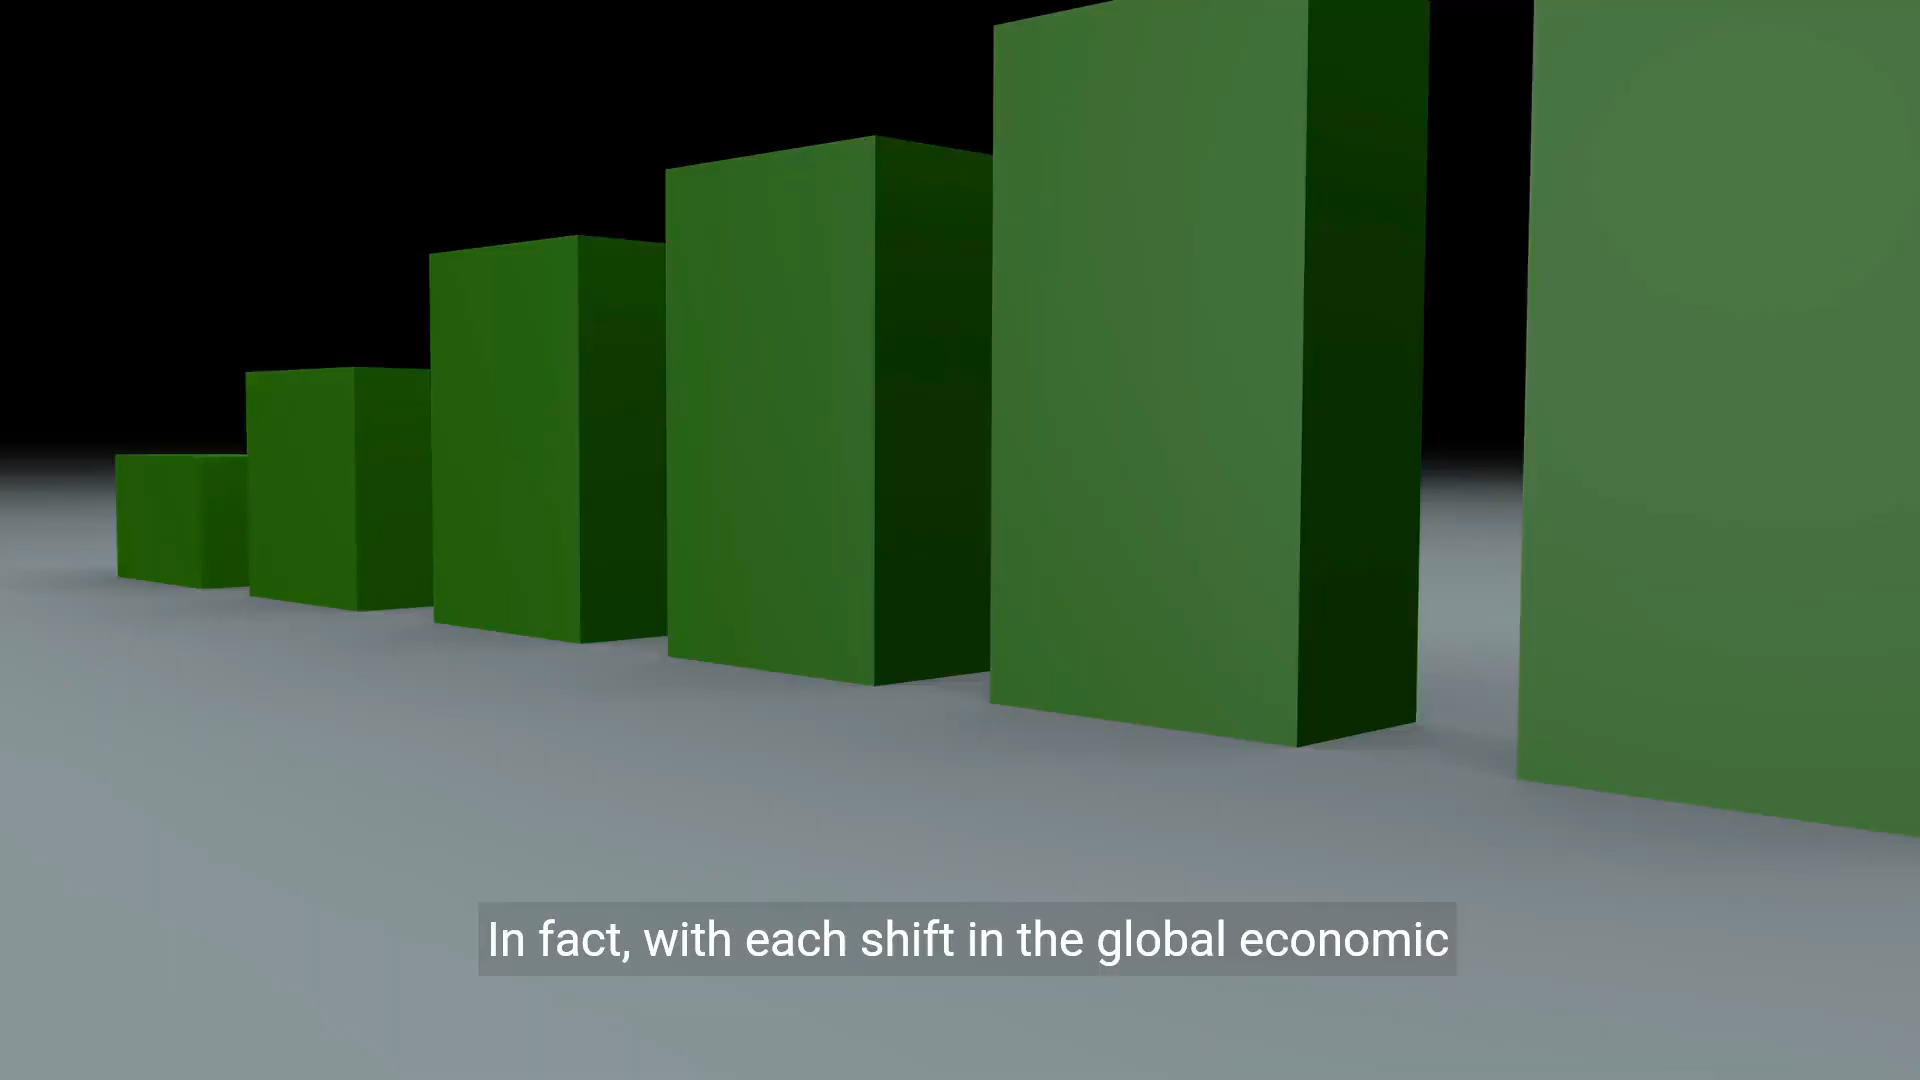 In fact, with each shift in the global economic